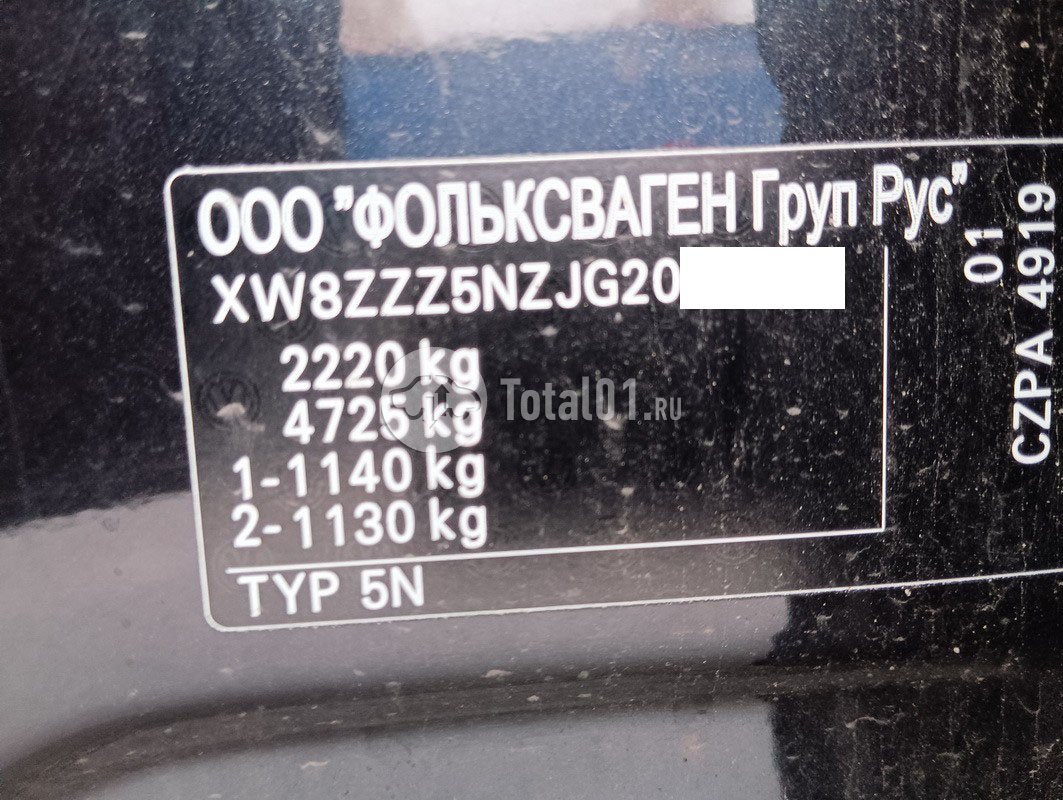 ООО "ФОЛЬКСВАГЕН Груп Рус"
XW8ZZZ5NZJG20
2220 kg
4725 kg
1-1140 kg
2-1130 kg
TYP 5N
01
CZPA 4919
Total01.RU